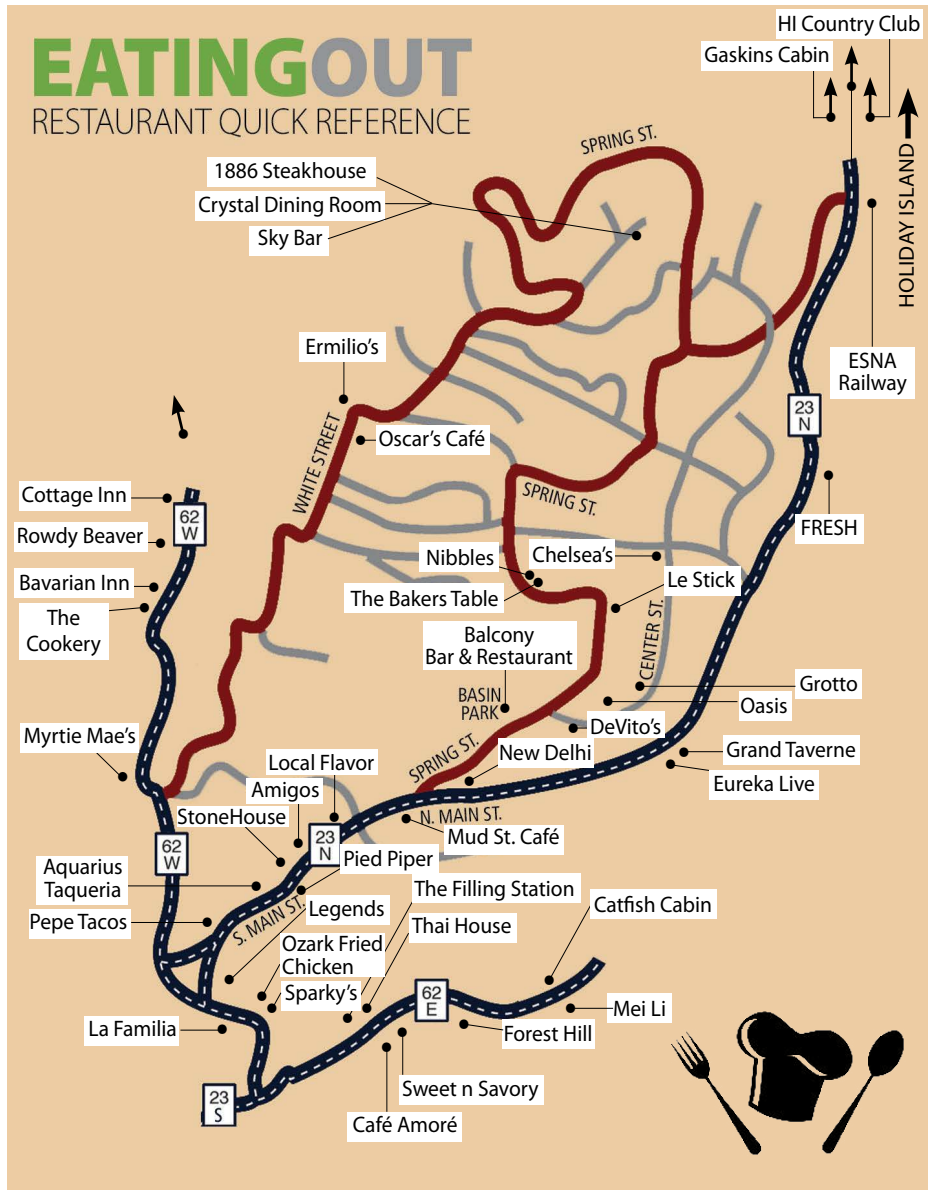 EATINGOUT
RESTAURANT QUICK REFERENCE
HI Country Club
Gaskins Cabin
HOLIDAY ISLAND
SPRING ST.
1886 Steakhouse
Crystal Dining Room
Sky Bar
Ermilio's
ESNA
Railway
23
N
Oscar's Café
WHITE STREET
Cottage Inn
62
W
Rowdy Beaver
SPRING ST.
FRESH
Nibbles
Chelsea's
Bavarian Inn
Le Stick
The Bakers Table
The
Cookery
Balcony
Bar & Restaurant
CENTER ST.
Grotto
BASIN
PARK
Oasis
DeVito's
Myrtie Mae's
New Delhi
Grand Taverne
SPRING ST.
Local Flavor
Eureka Live
Amigos
StoneHouse
N. MAIN ST.
Mud St. Café
23
N
62
W
Pied Piper
Aquarius
Taqueria
The Filling Station
Catfish Cabin
Pepe Tacos
S. MAIN ST.
Legends
Thai House
Ozark Fried
Chicken
Sparky's
62
E
Mei Li
La Familia
Forest Hill
Sweet n Savory
23
S
Café Amoré